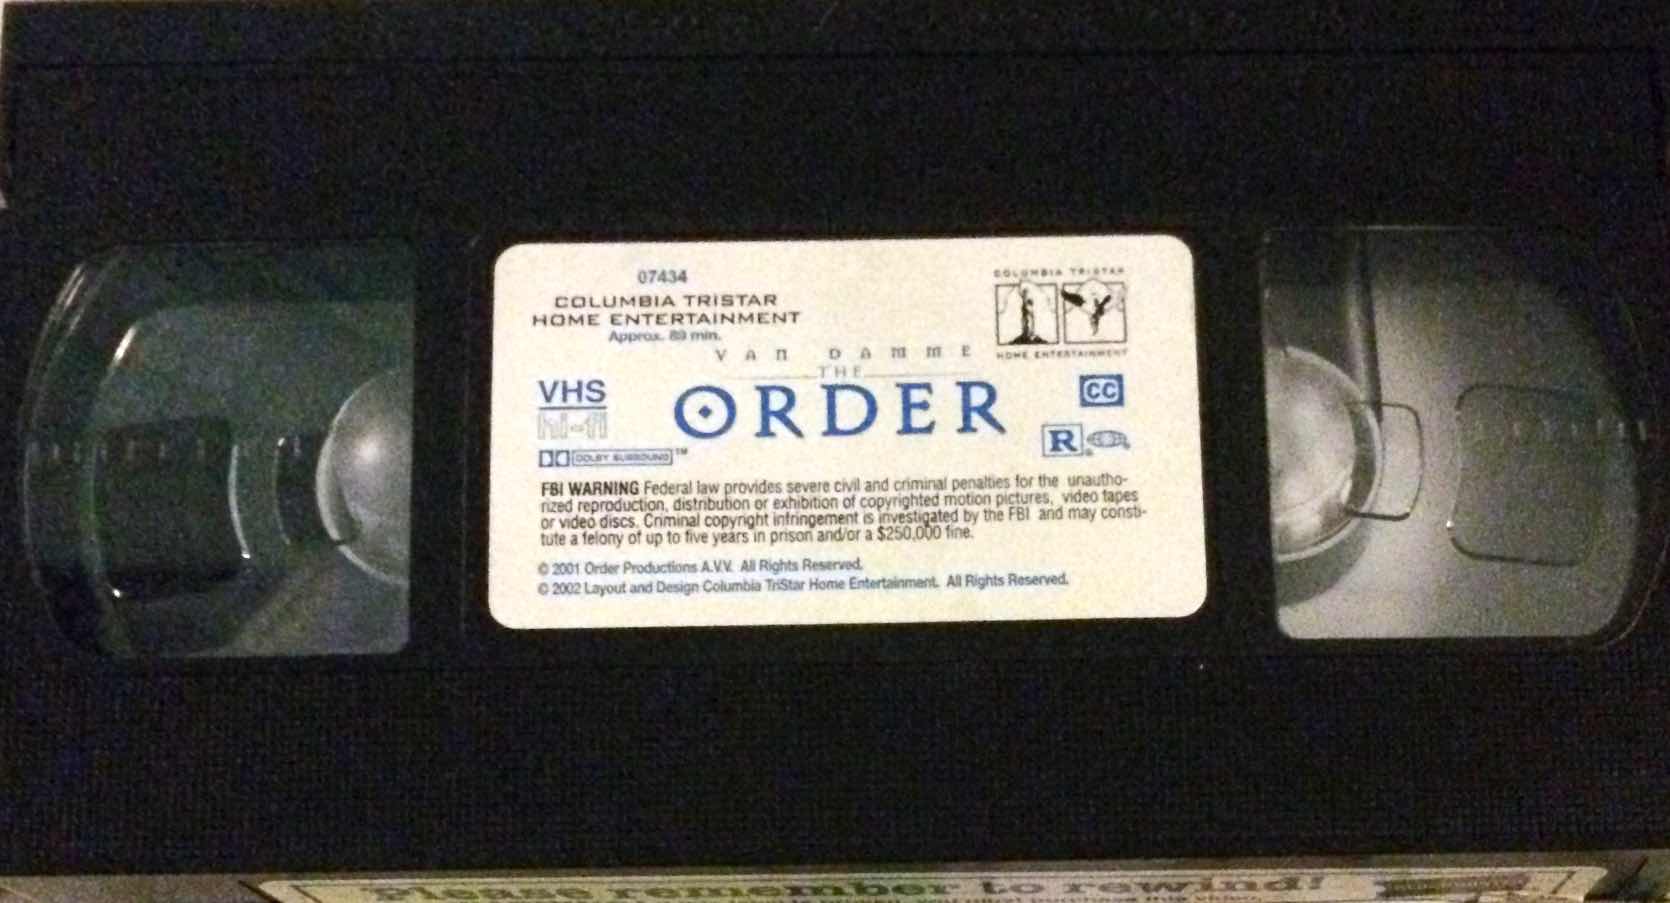 07434
COLUMBIA TRISTAR
HOME ENTERTAINMENT
Approx. 89 min.
COLUMBIA TRISTAR
HOME ENTERTAINMENT
VAN DAMME
THE
ORDER
VHS
hi-fi
DOLBY SURROUND™
CC
R®
FBI WARNING Federal law provides severe civil and criminal penalties for the unautho-
rized reproduction, distribution or exhibition of copyrighted motion pictures, video tapes
or video discs. Criminal copyright infringement is investigated by the FBI and may consti-
tute a felony of up to five years in prison and/or a $250,000 fine.
© 2001 Order Productions A.V.V. All Rights Reserved.
© 2002 Layout and Design Columbia TriStar Home Entertainment. All Rights Reserved.
Please remember to rewind!